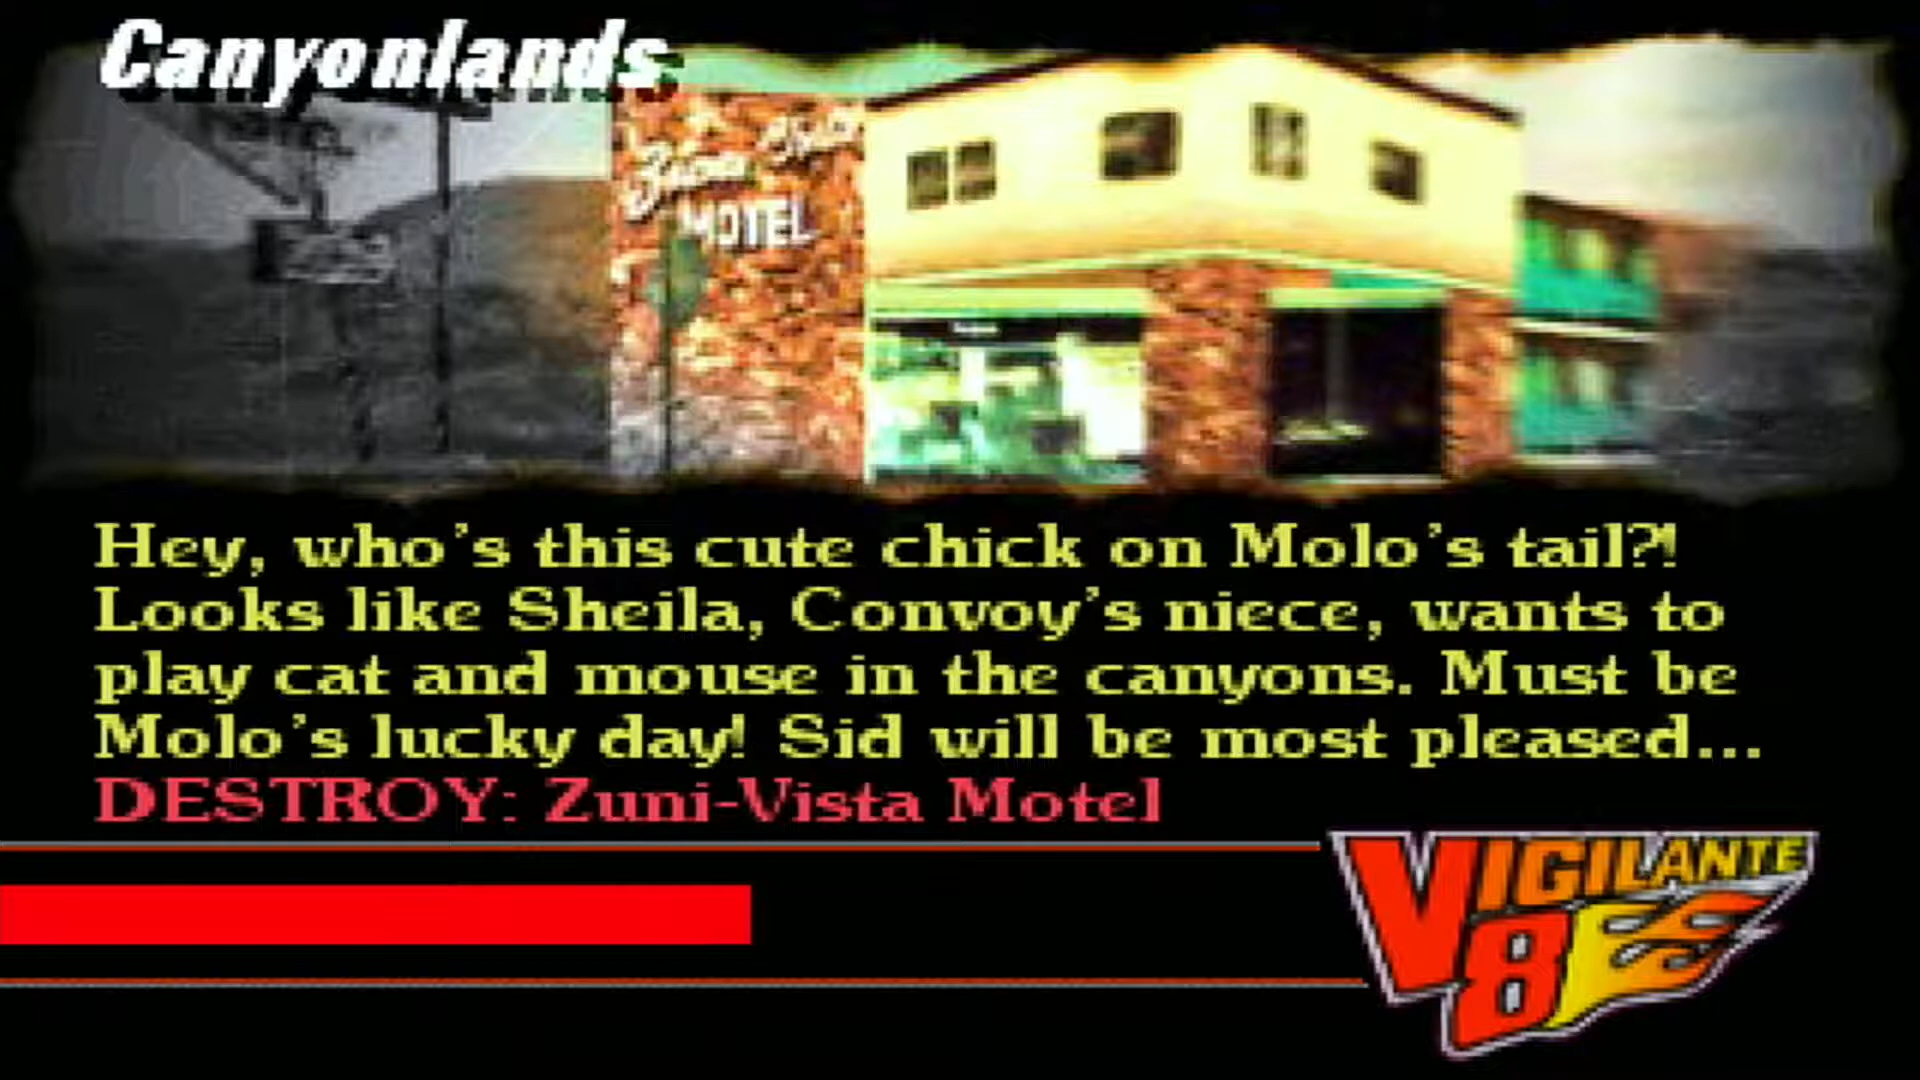 Canyonlands
MOTEL
Hey, who's this cute chick on Molo's tail?!
Looks like Sheila, Convoy's niece, wants to
play cat and mouse in the canyons. Must be
Molo's lucky day! Sid will be most pleased...
DESTROY: Zuni-Vista Motel
VIGILANTE
8